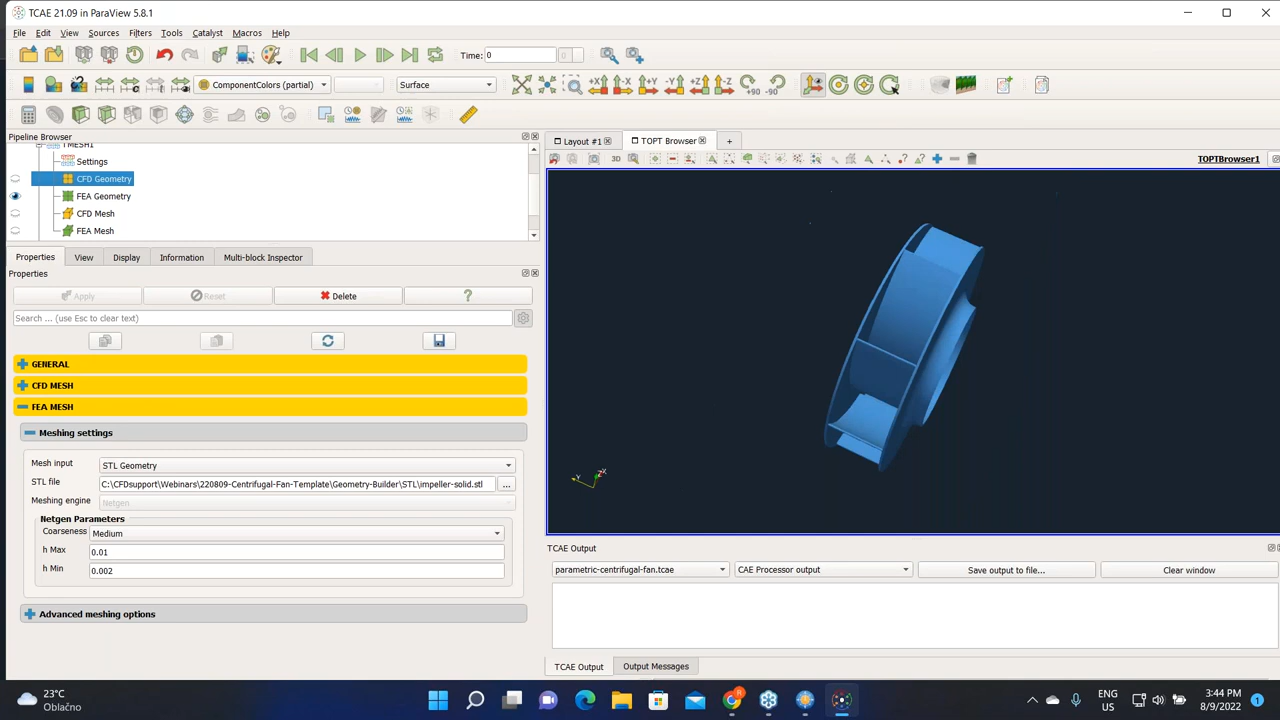 TCAE 21.09 in ParaView 5.8.1
File Edit View Sources Filters Tools Catalyst Macros Help
Time: 0 0
ComponentColors (partial) Surface
+X -X +Y -Y +Z -Z +90 -90
Pipeline Browser
Layout #1 TOPT Browser +
TMESH1
Settings
3D TOPTBrowser1
CFD Geometry
FEA Geometry
CFD Mesh
FEA Mesh
Properties View Display Information Multi-block Inspector
Properties
Apply Reset Delete ?
Search ... (use Esc to clear text)
GENERAL
CFD MESH
FEA MESH
Meshing settings
Mesh input STL Geometry
STL file C:\CFDsupport\Webinars\220809-Centrifugal-Fan-Template\Geometry-Builder\STL\impeller-solid.stl ...
Meshing engine Netgen
Netgen Parameters
Coarseness Medium
h Max 0.01
h Min 0.002
Advanced meshing options
Y Z X
TCAE Output
parametric-centrifugal-fan.tcae CAE Processor output Save output to file... Clear window
TCAE Output Output Messages
23°C
Oblačno
ENG
US
3:44 PM
8/9/2022